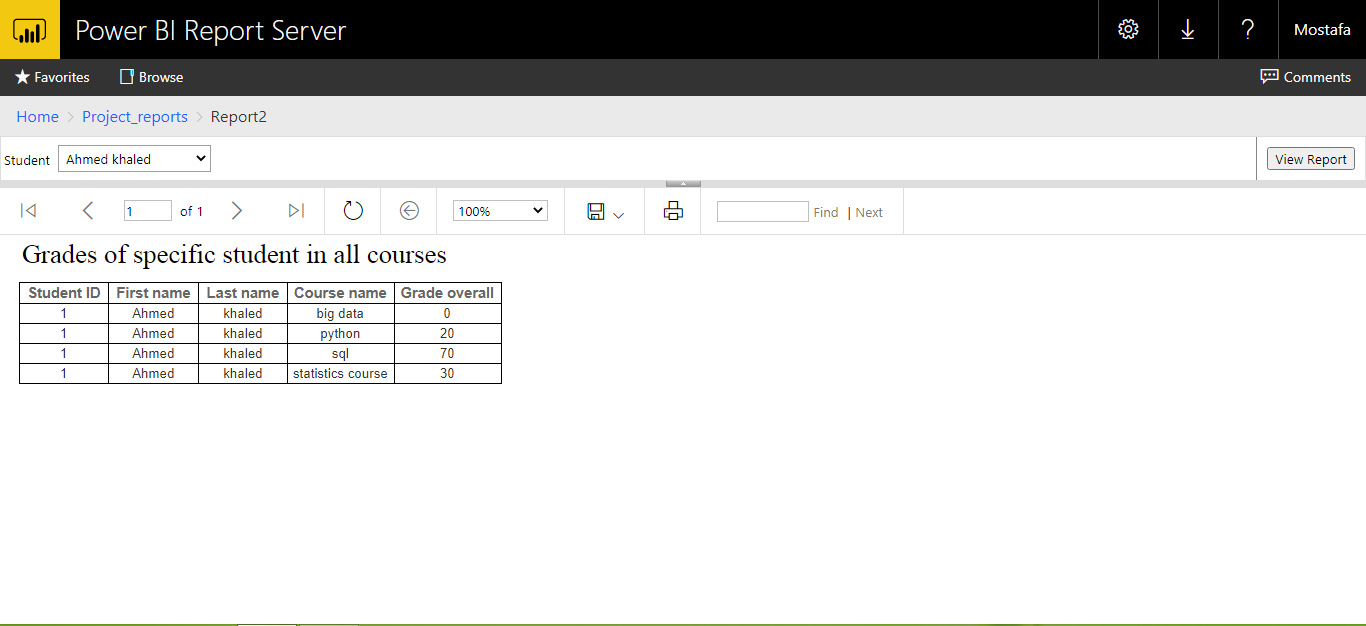 Power BI Report Server
? Mostafa
Favorites Browse Comments
Home > Project_reports > Report2
Student Ahmed khaled View Report
1 of 1 100% Find | Next
Grades of specific student in all courses
Student ID First name Last name Course name Grade overall
1 Ahmed khaled big data 0
1 Ahmed khaled python 20
1 Ahmed khaled sql 70
1 Ahmed khaled statistics course 30